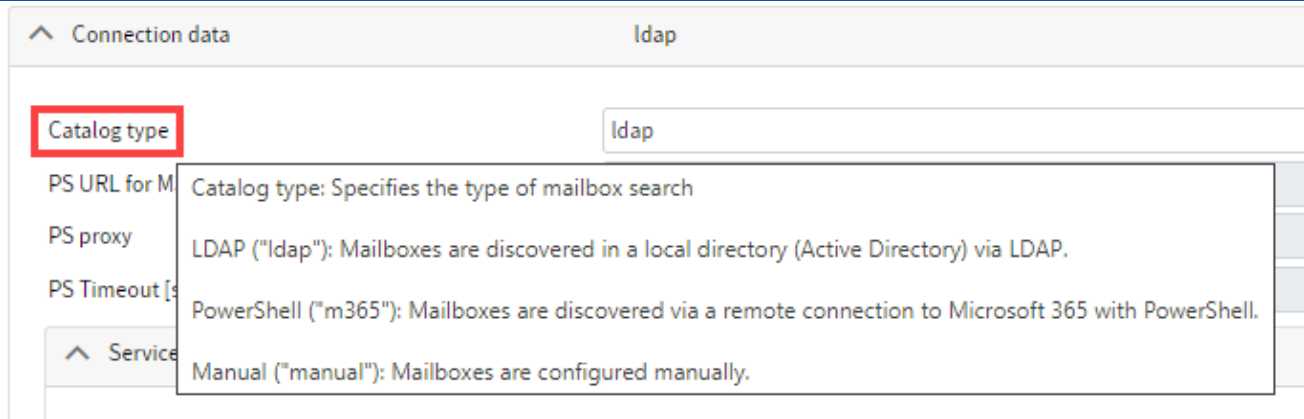 Connection data ldap
Catalog type ldap
PS URL for M
Catalog type: Specifies the type of mailbox search
PS proxy
LDAP ("ldap"): Mailboxes are discovered in a local directory (Active Directory) via LDAP.
PS Timeout [s
PowerShell ("m365"): Mailboxes are discovered via a remote connection to Microsoft 365 with PowerShell.
Service
Manual ("manual"): Mailboxes are configured manually.